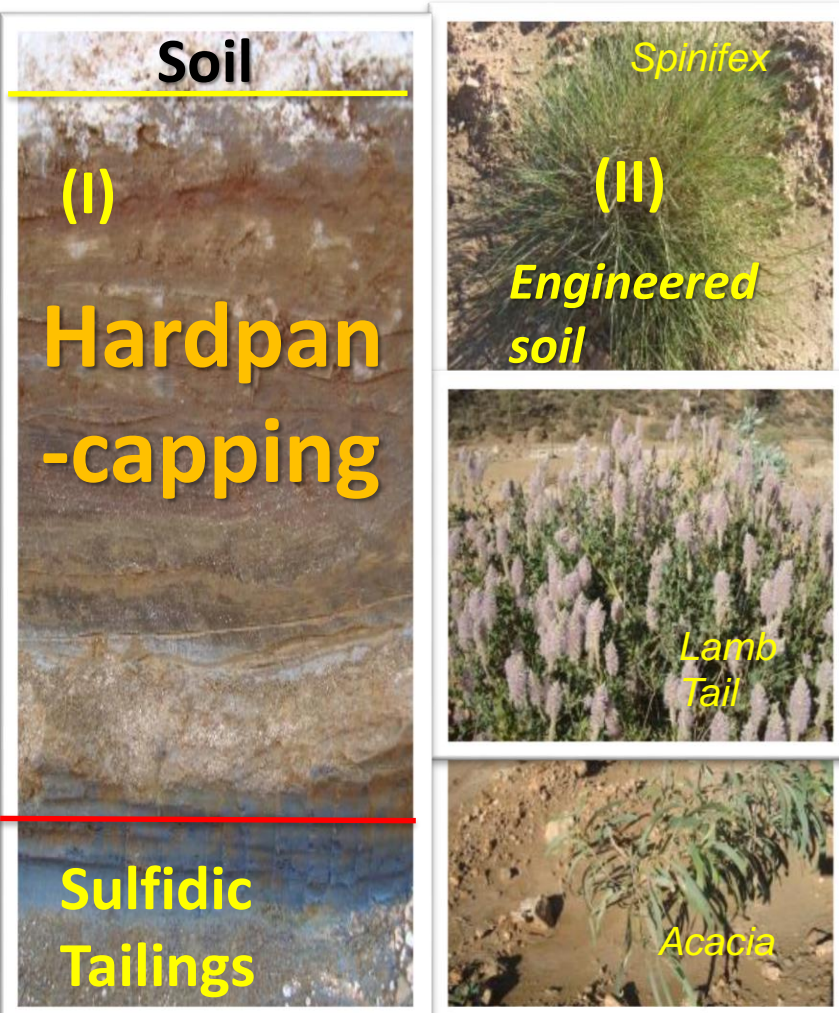 Soil
(I)
Hardpan
-capping
Sulfidic
Tailings
Spinifex
(II)
Engineered
soil
Lamb
Tail
Acacia